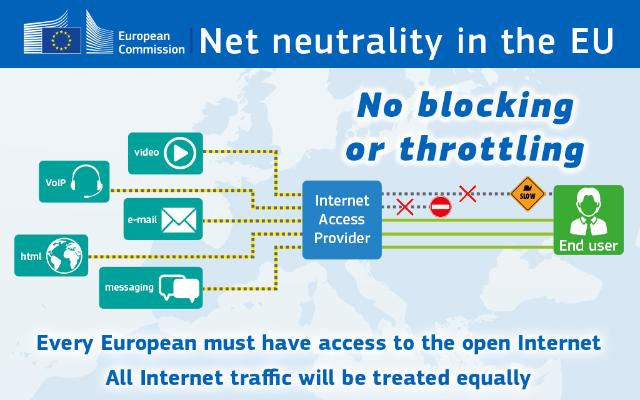 European
Commission
Net neutrality in the EU
No blocking
or throttling
video
VoIP
e-mail
html
messaging
Internet
Access
Provider
SLOW
End user
Every European must have access to the open Internet
All Internet traffic will be treated equally